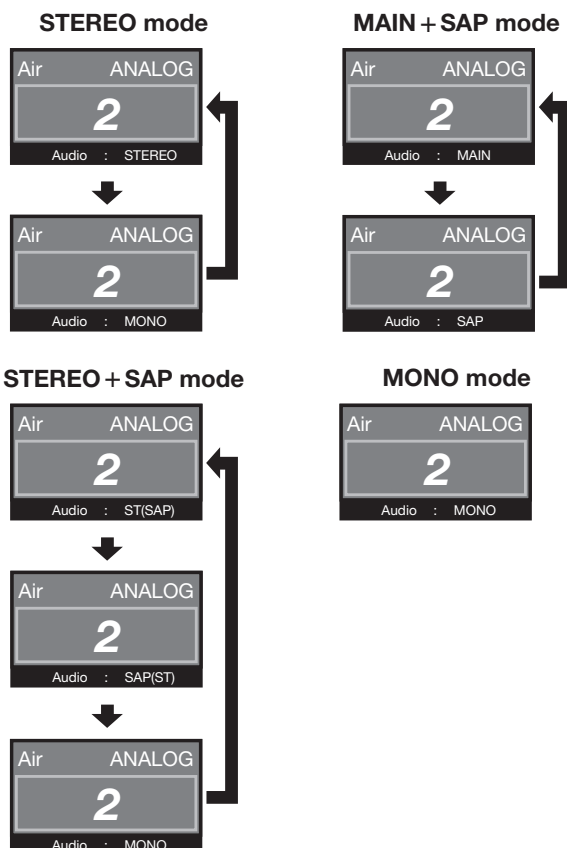 STEREO mode
Air ANALOG
2
Audio : STEREO
Air ANALOG
2
Audio : MONO
MAIN+SAP mode
Air ANALOG
2
Audio : MAIN
Air ANALOG
2
Audio : SAP
STEREO+SAP mode
Air ANALOG
2
Audio : ST(SAP)
Air ANALOG
2
Audio : SAP(ST)
Air ANALOG
2
Audio : MONO
MONO mode
Air ANALOG
2
Audio : MONO